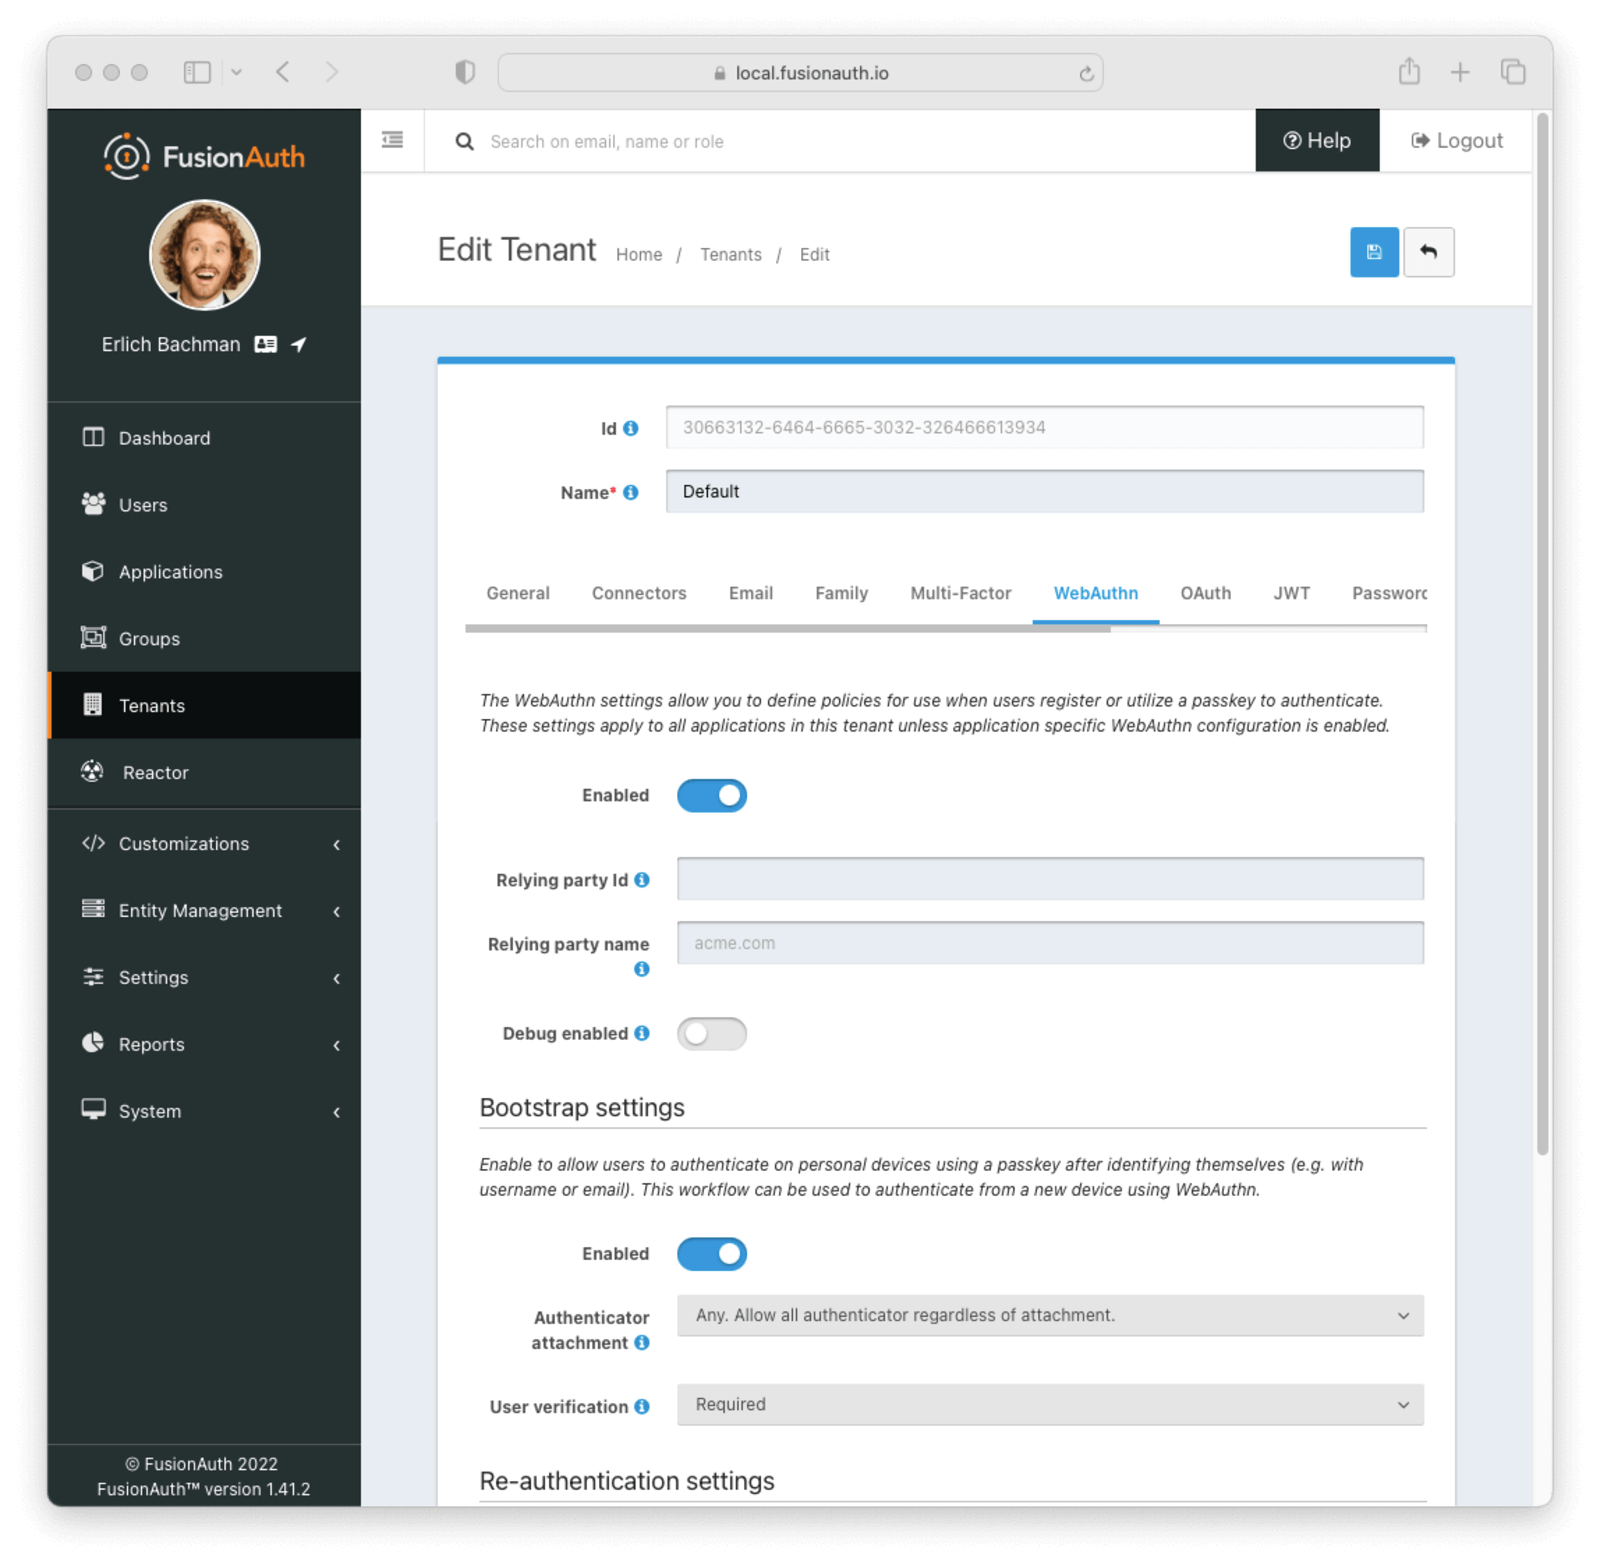 local.fusionauth.io
FusionAuth
Search on email, name or role
Help
Logout
Edit Tenant
Home / Tenants / Edit
Erlich Bachman
Dashboard
Users
Applications
Groups
Tenants
Reactor
Customizations
Entity Management
Settings
Reports
System
© FusionAuth 2022
FusionAuth™ version 1.41.2
Id
30663132-6464-6665-3032-326466613934
Name*
Default
General Connectors Email Family Multi-Factor WebAuthn OAuth JWT Password
The WebAuthn settings allow you to define policies for use when users register or utilize a passkey to authenticate.
These settings apply to all applications in this tenant unless application specific WebAuthn configuration is enabled.
Enabled
Relying party Id
Relying party name
acme.com
Debug enabled
Bootstrap settings
Enable to allow users to authenticate on personal devices using a passkey after identifying themselves (e.g. with
username or email). This workflow can be used to authenticate from a new device using WebAuthn.
Enabled
Authenticator
attachment
Any. Allow all authenticator regardless of attachment.
User verification
Required
Re-authentication settings